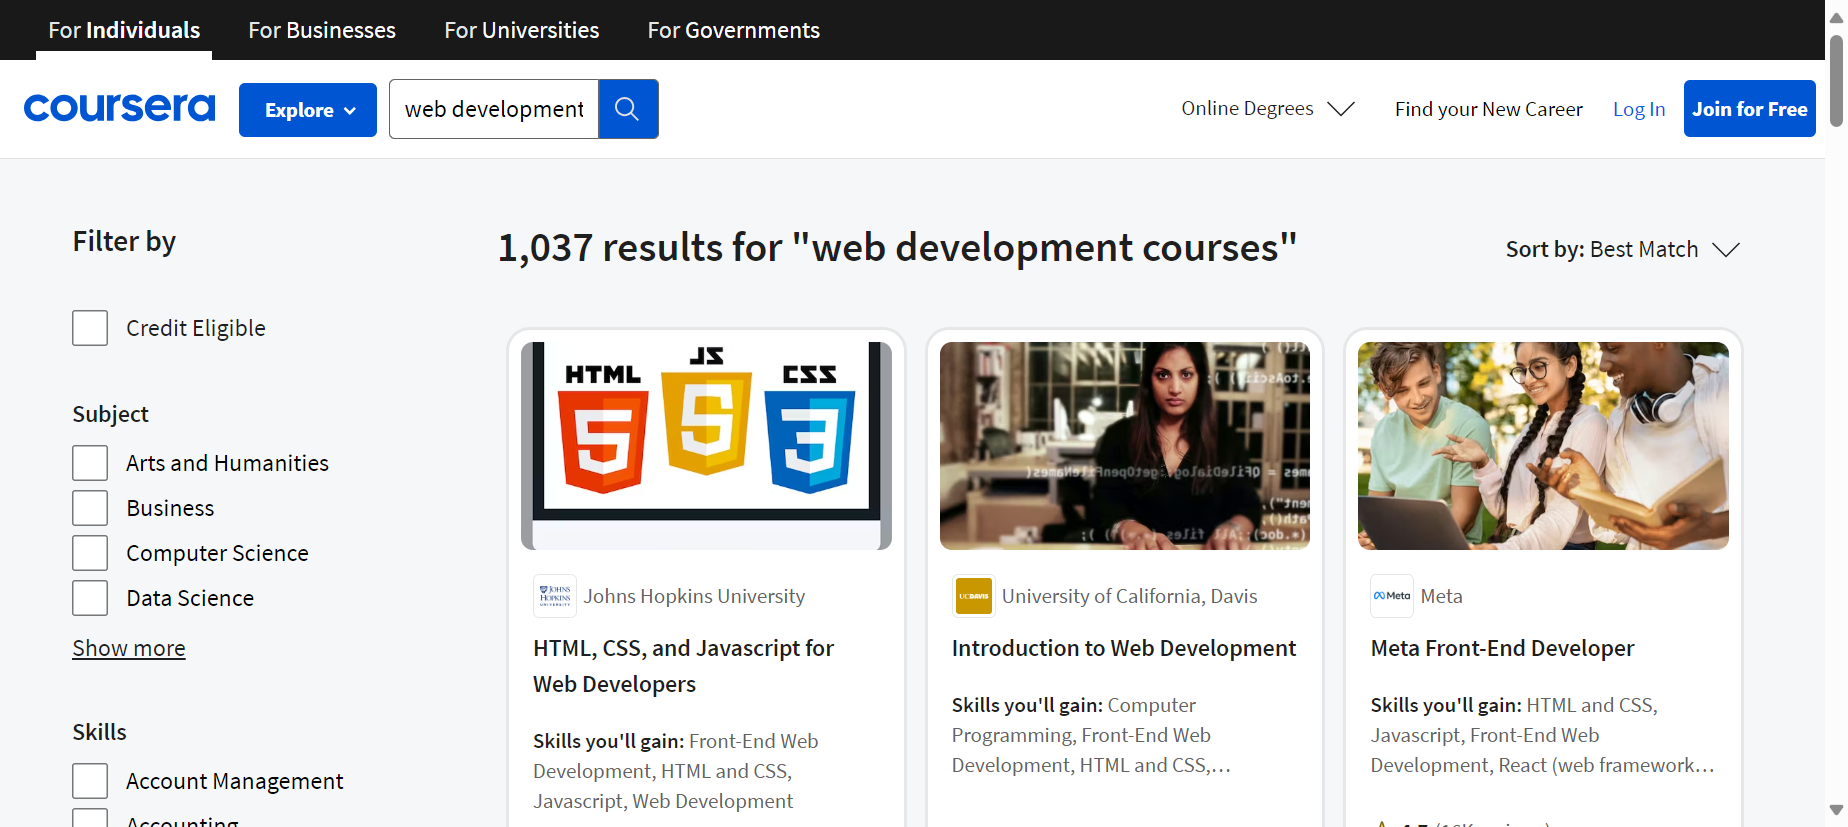 For Individuals
For Businesses
For Universities
For Governments
coursera
Explore
web development
Online Degrees
Find your New Career
Log In
Join for Free
Filter by
1,037 results for "web development courses"
Sort by: Best Match
Credit Eligible
Subject
Arts and Humanities
Business
Computer Science
Data Science
Show more
Skills
Account Management
Accounting
HTML
JS
CSS
JOHNS
HOPKINS
UNIVERSITY
Johns Hopkins University
HTML, CSS, and Javascript for
Web Developers
Skills you'll gain: Front-End Web
Development, HTML and CSS,
Javascript, Web Development
UCDAVIS
University of California, Davis
Introduction to Web Development
Skills you'll gain: Computer
Programming, Front-End Web
Development, HTML and CSS,...
Meta
Meta
Meta Front-End Developer
Skills you'll gain: HTML and CSS,
Javascript, Front-End Web
Development, React (web framework...